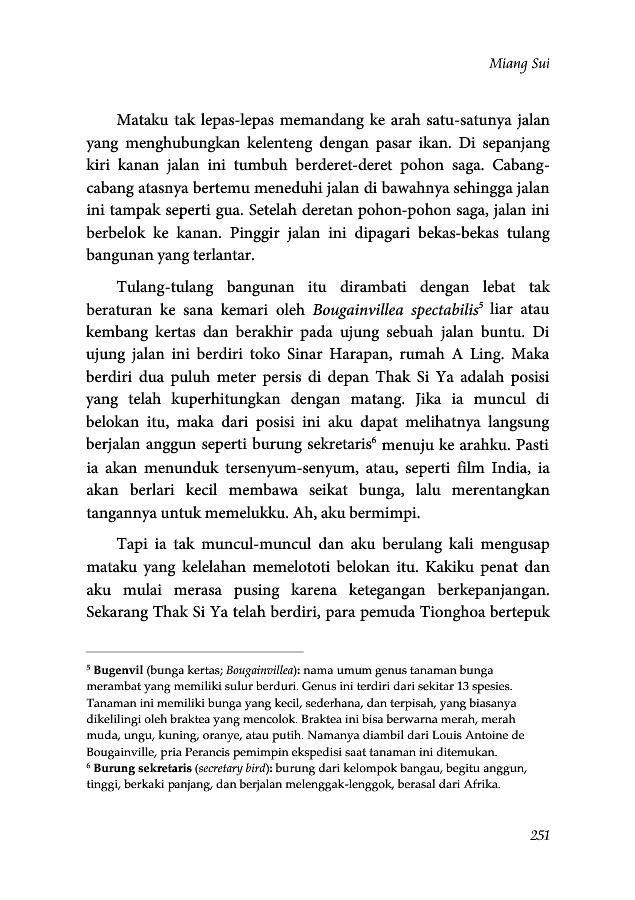 Miang Sui
Mataku tak lepas-lepas memandang ke arah satu-satunya jalan
yang menghubungkan kelenteng dengan pasar ikan. Di sepanjang
kiri kanan jalan ini tumbuh berderet-deret pohon saga. Cabang-
cabang atasnya bertemu meneduhi jalan di bawahnya sehingga jalan
ini tampak seperti gua. Setelah deretan pohon-pohon saga, jalan ini
berbelok ke kanan. Pinggir jalan ini dipagari bekas-bekas tulang
bangunan yang terlantar.
Tulang-tulang bangunan itu dirambati dengan lebat tak
beraturan ke sana kemari oleh Bougainvillea spectabilis⁵ liar atau
kembang kertas dan berakhir pada ujung sebuah jalan buntu. Di
ujung jalan ini berdiri toko Sinar Harapan, rumah A Ling. Maka
berdiri dua puluh meter persis di depan Thak Si Ya adalah posisi
yang telah kuperhitungkan dengan matang. Jika ia muncul di
belokan itu, maka dari posisi ini aku dapat melihatnya langsung
berjalan anggun seperti burung sekretaris⁶ menuju ke arahku. Pasti
ia akan menunduk tersenyum-senyum, atau, seperti film India, ia
akan berlari kecil membawa seikat bunga, lalu merentangkan
tangannya untuk memelukku. Ah, aku bermimpi.
Tapi ia tak muncul-muncul dan aku berulang kali mengusap
mataku yang kelelahan memelototi belokan itu. Kakiku penat dan
aku mulai merasa pusing karena ketegangan berkepanjangan.
Sekarang Thak Si Ya telah berdiri, para pemuda Tionghoa bertepuk
⁵ Bugenvil (bunga kertas; Bougainvillea): nama umum genus tanaman bunga
merambat yang memiliki sulur berduri. Genus ini terdiri dari sekitar 13 spesies.
Tanaman ini memiliki bunga yang kecil, sederhana, dan terpisah, yang biasanya
dikelilingi oleh braktea yang mencolok. Braktea ini bisa berwarna merah, merah
muda, ungu, kuning, oranye, atau putih. Namanya diambil dari Louis Antoine de
Bougainville, pria Perancis pemimpin ekspedisi saat tanaman ini ditemukan.
⁶ Burung sekretaris (secretary bird): burung dari kelompok bangau, begitu anggun,
tinggi, berkaki panjang, dan berjalan melenggak-lenggok, berasal dari Afrika.
251